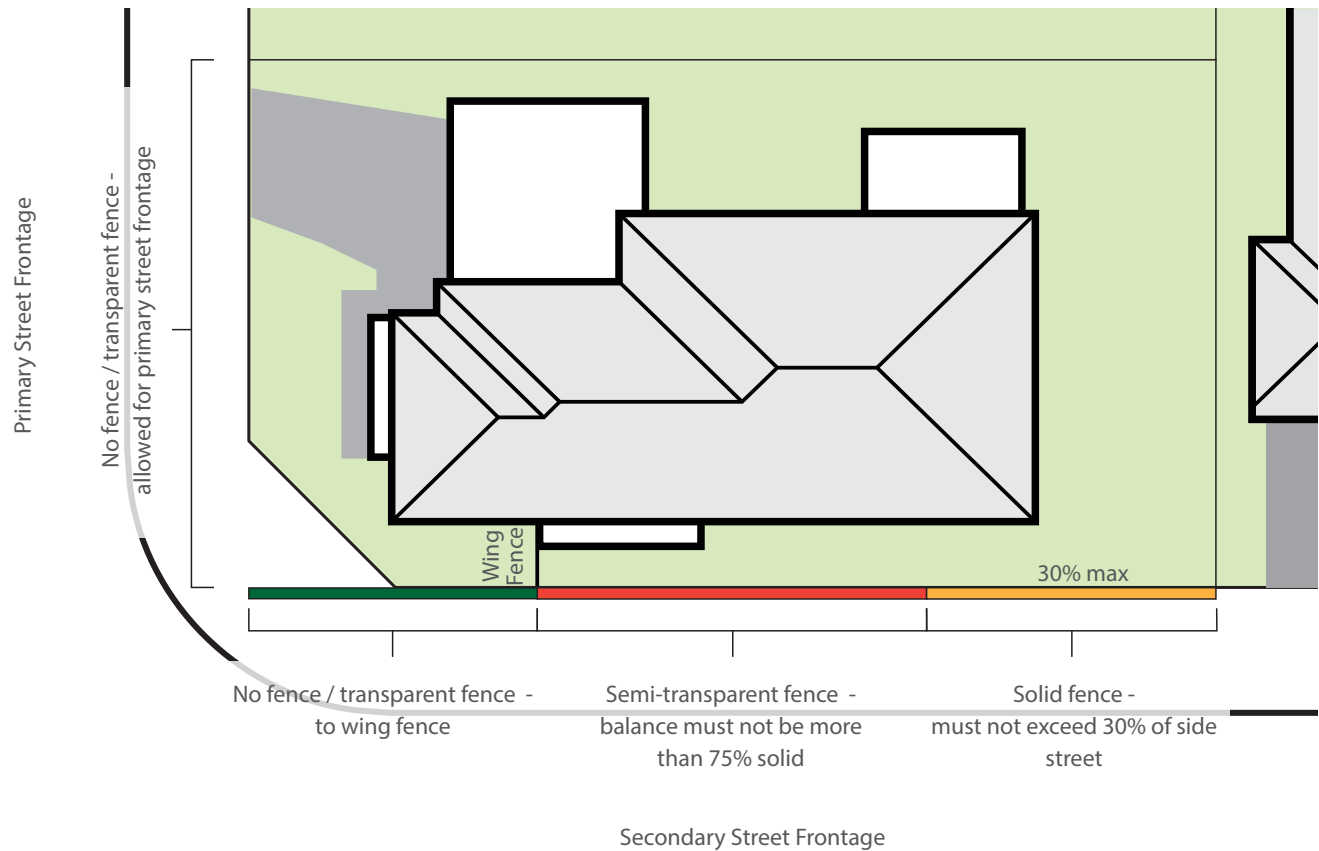 Primary Street Frontage
No fence / transparent fence -
allowed for primary street frontage
Wing
Fence
30% max
No fence / transparent fence -
to wing fence
Semi-transparent fence -
balance must not be more
than 75% solid
Solid fence -
must not exceed 30% of side
street
Secondary Street Frontage